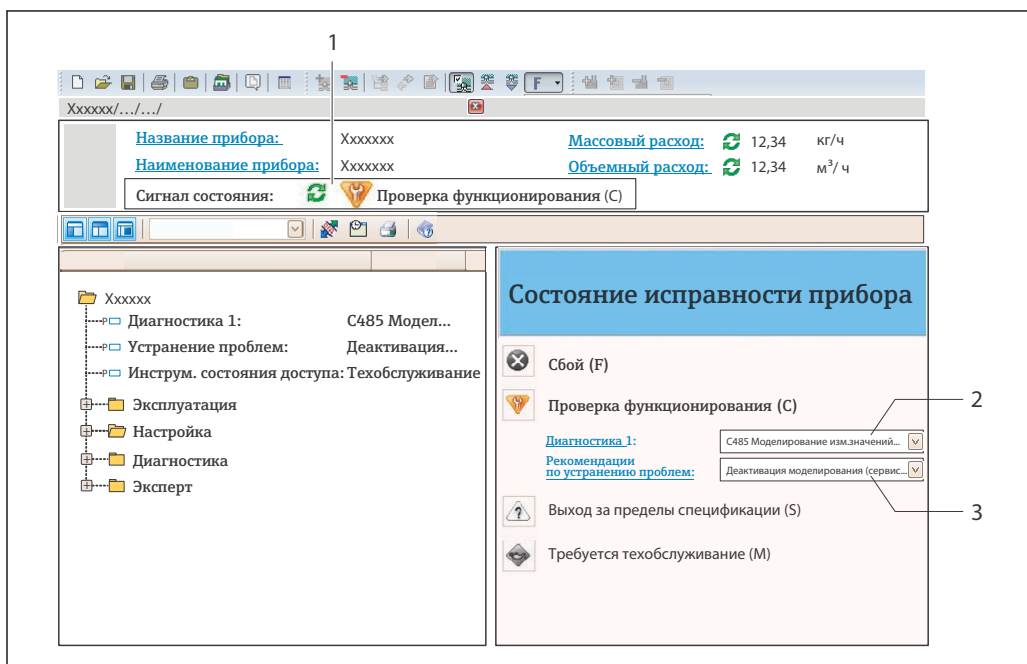 1
F
Xxxxxx/.../.../
Название прибора: Xxxxxxx Массовый расход: 12,34 кг/ч
Наименование прибора: Xxxxxxx Объемный расход: 12,34 м³/ч
Сигнал состояния: Проверка функционирования (C)
Xxxxxx
Диагностика 1: C485 Модел...
Устранение проблем: Деактивация...
Инструм. состояния доступа: Техобслуживание
Эксплуатация
Настройка
Диагностика
Эксперт
Состояние исправности прибора
Сбой (F)
Проверка функционирования (C)
2
Диагностика 1: C485 Моделирование изм.значений...
Рекомендации
по устранению проблем: Деактивация моделирования (сервис...
3
Выход за пределы спецификации (S)
Требуется техобслуживание (M)